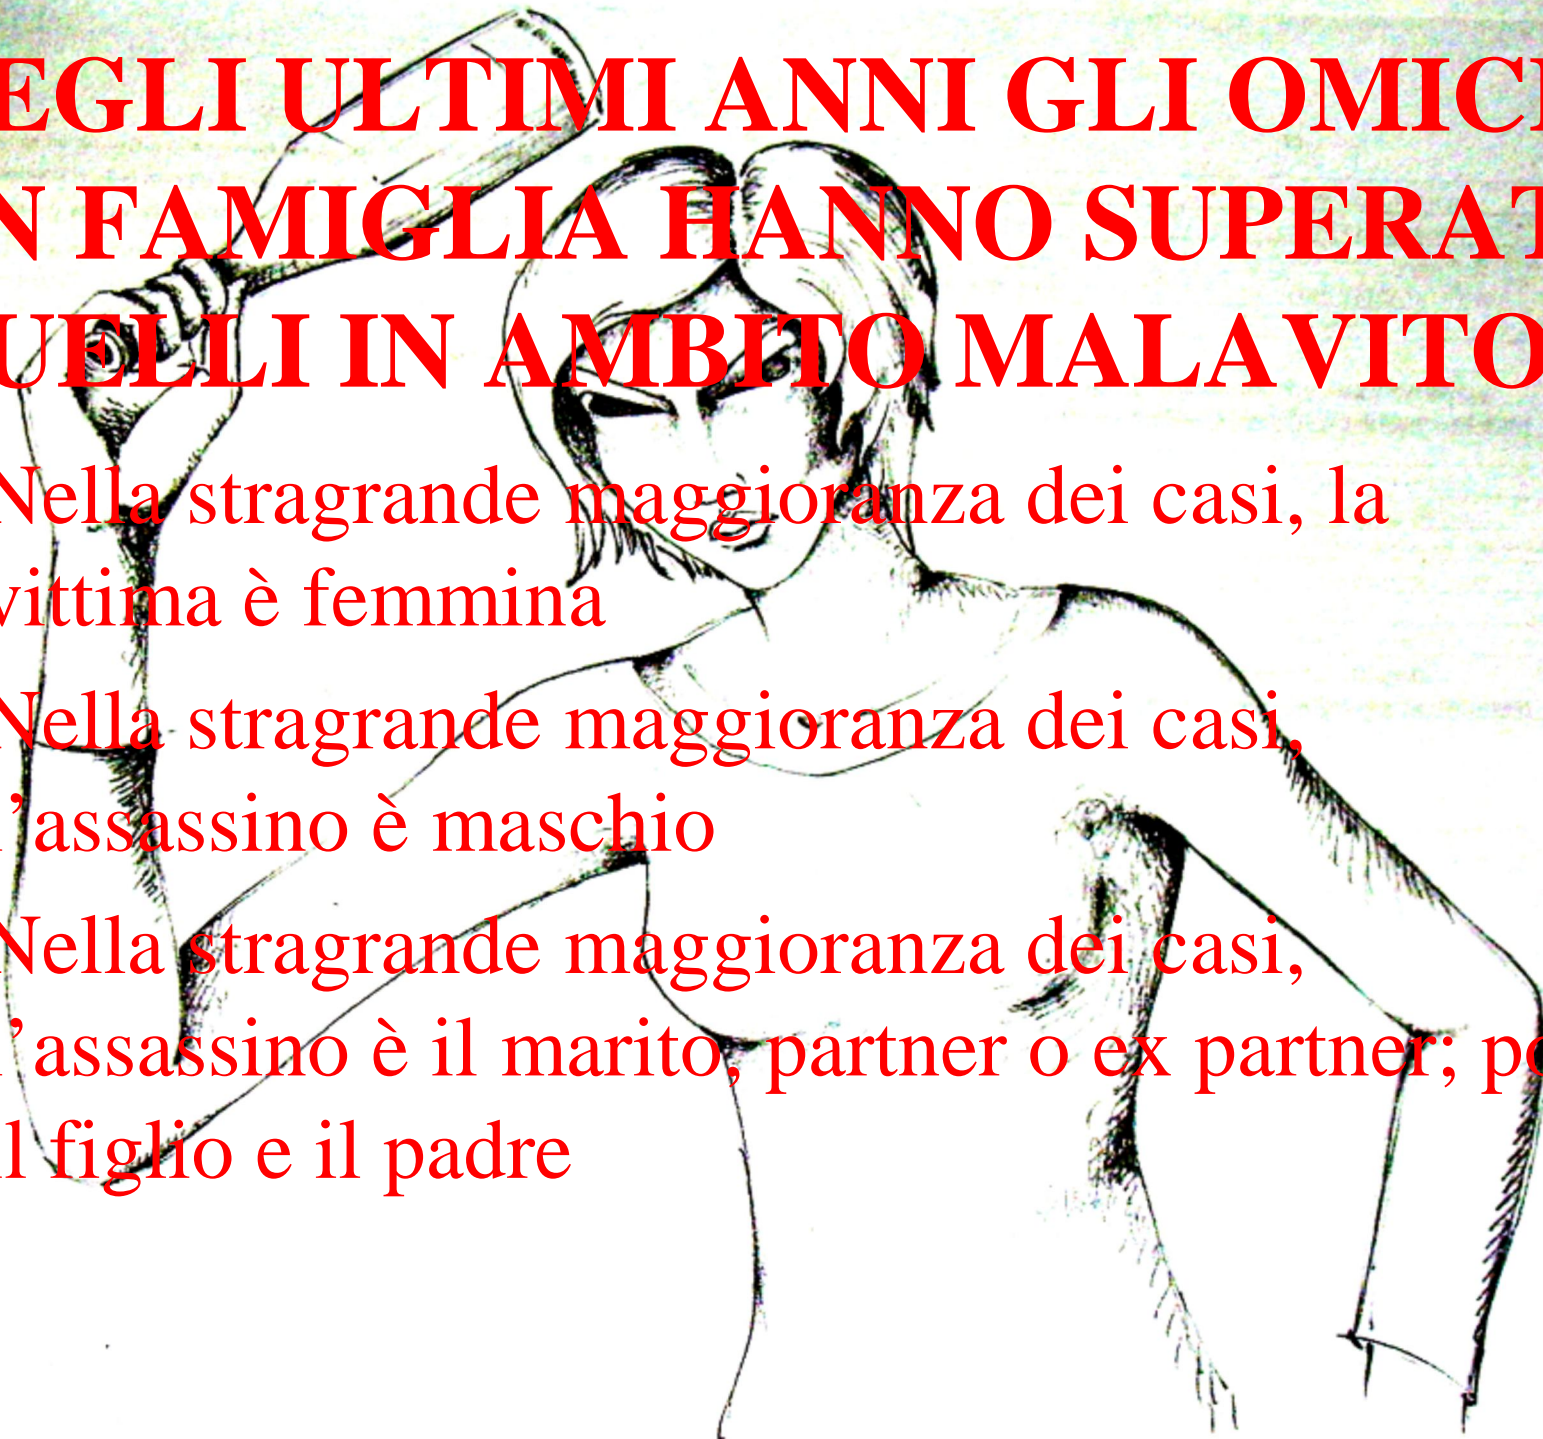 EGLI ULTIMI ANNI GLI OMICI
N FAMIGLIA HANNO SUPERAT
UELLI IN AMBITO MALAVITO
Nella stragrande maggioranza dei casi, la
vittima è femmina
Nella stragrande maggioranza dei casi,
l’assassino è maschio
Nella stragrande maggioranza dei casi,
l’assassino è il marito, partner o ex partner; po
il figlio e il padre